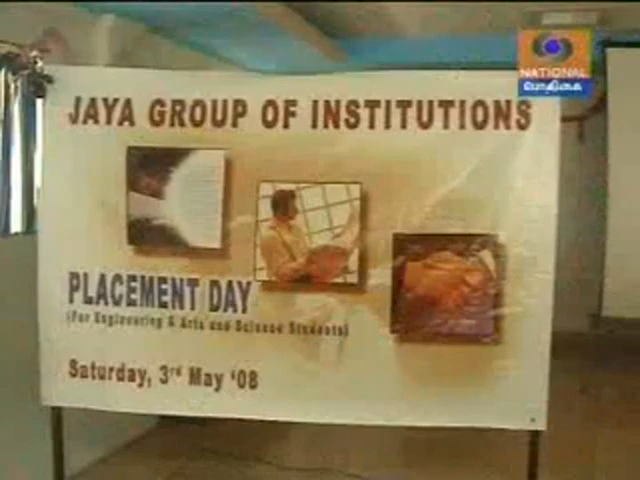 NATIONAL
பொதிகை
JAYA GROUP OF INSTITUTIONS
PLACEMENT DAY
(For Engineering & Arts and Science Students)
Saturday, 3rd May '08